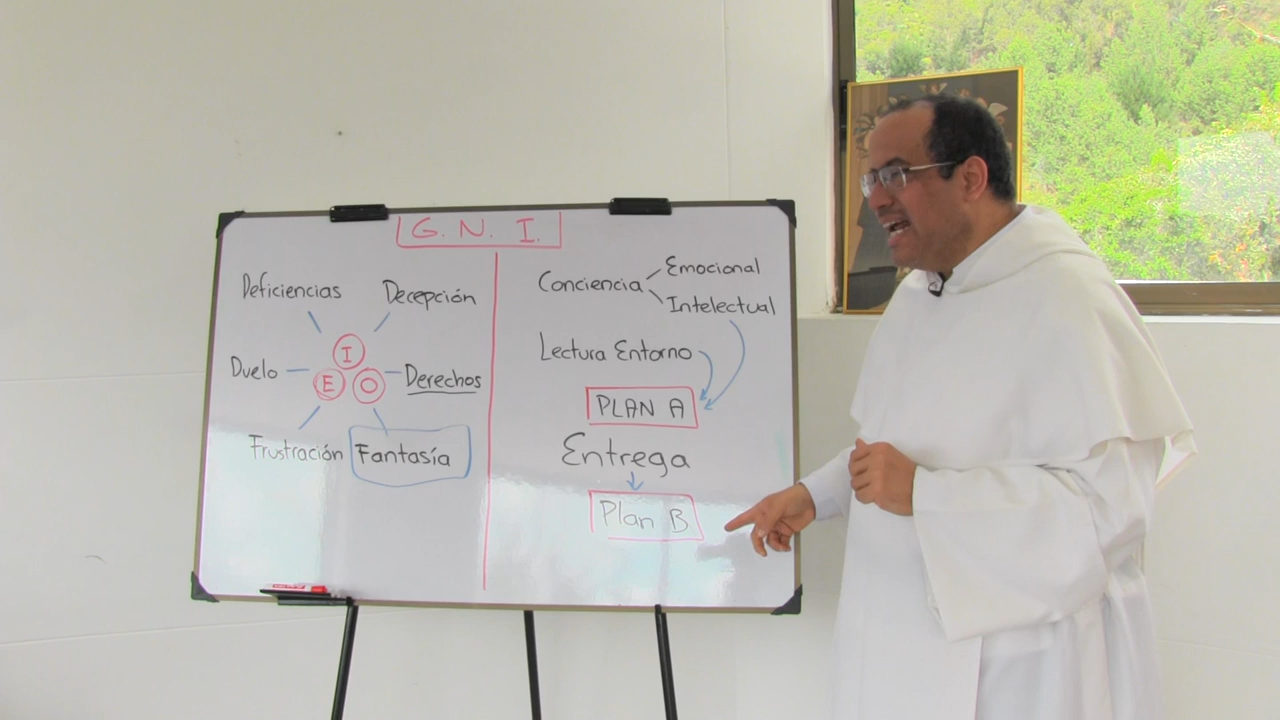 G. N. I.
Deficiencias
Decepción
I
Duelo
E
O
Derechos
Frustración
Fantasía
Conciencia
Emocional
Intelectual
Lectura Entorno
PLAN A
Entrega
Plan B